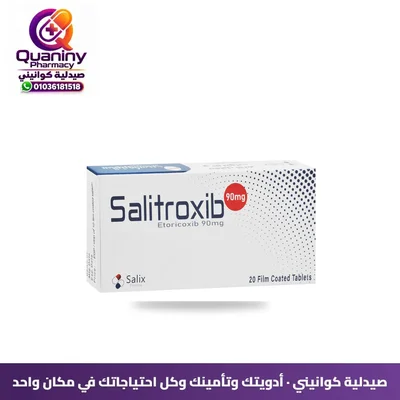 Quaniny
Pharmacy
صيدلية كوانيني
01036181518
Salitroxib
90mg
Etoricoxib 90mg
Salix
20 Film Coated Tablets
صيدلية كوانيني - أدويتك وتأمينك وكل احتياجاتك في مكان واحد